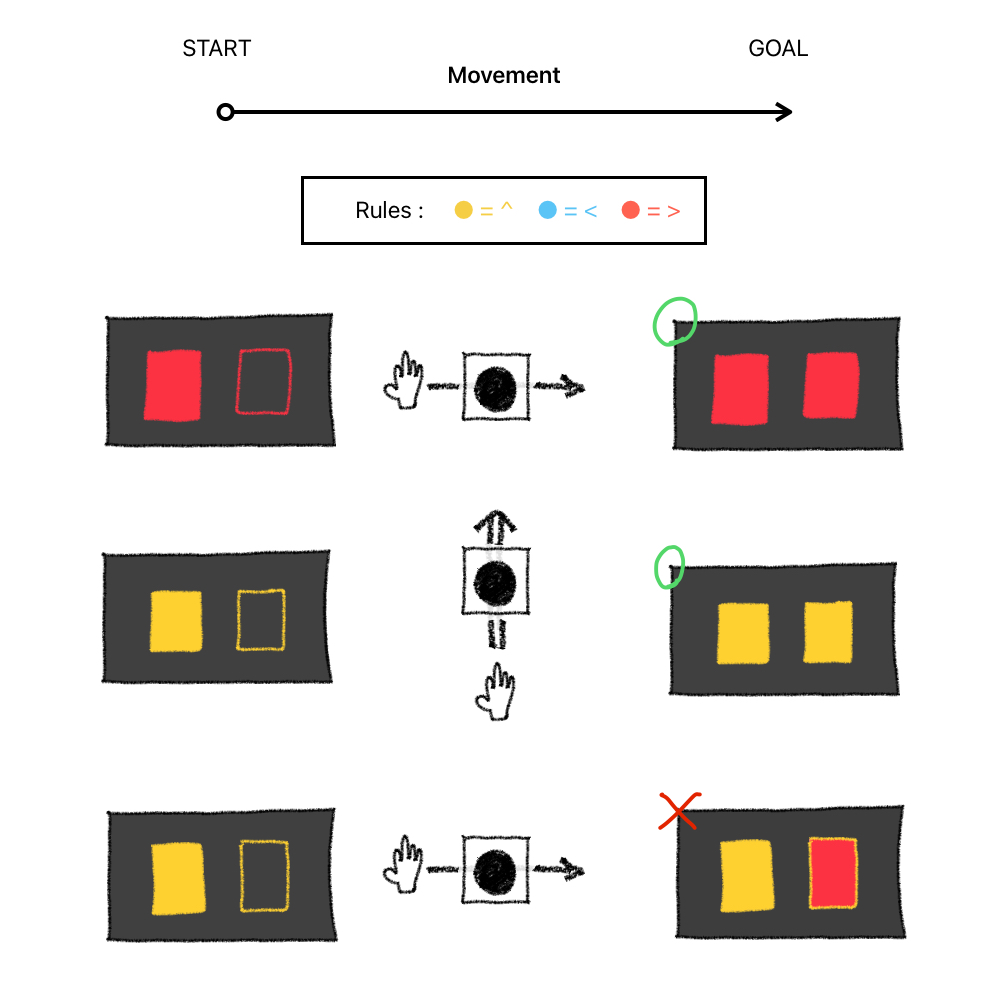 START
GOAL
Movement
Rules : ● = ^ ● = < ● = >